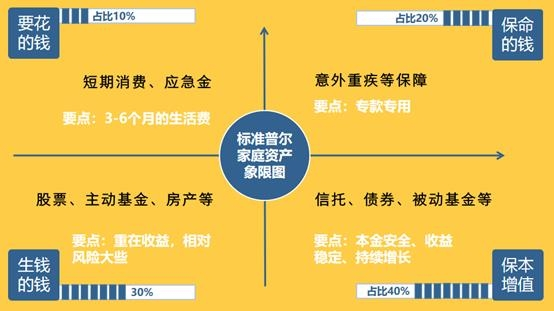 要花
的钱
占比10%
占比20%
保命
的钱
短期消费、应急金
要点：3-6个月的生活费
意外重疾等保障
要点：专款专用
标准普尔
家庭资产
象限图
股票、主动基金、房产等
要点：重在收益，相对
风险大些
信托、债券、被动基金等
要点：本金安全、收益
稳定、持续增长
生钱
的钱
30%
占比40%
保本
增值